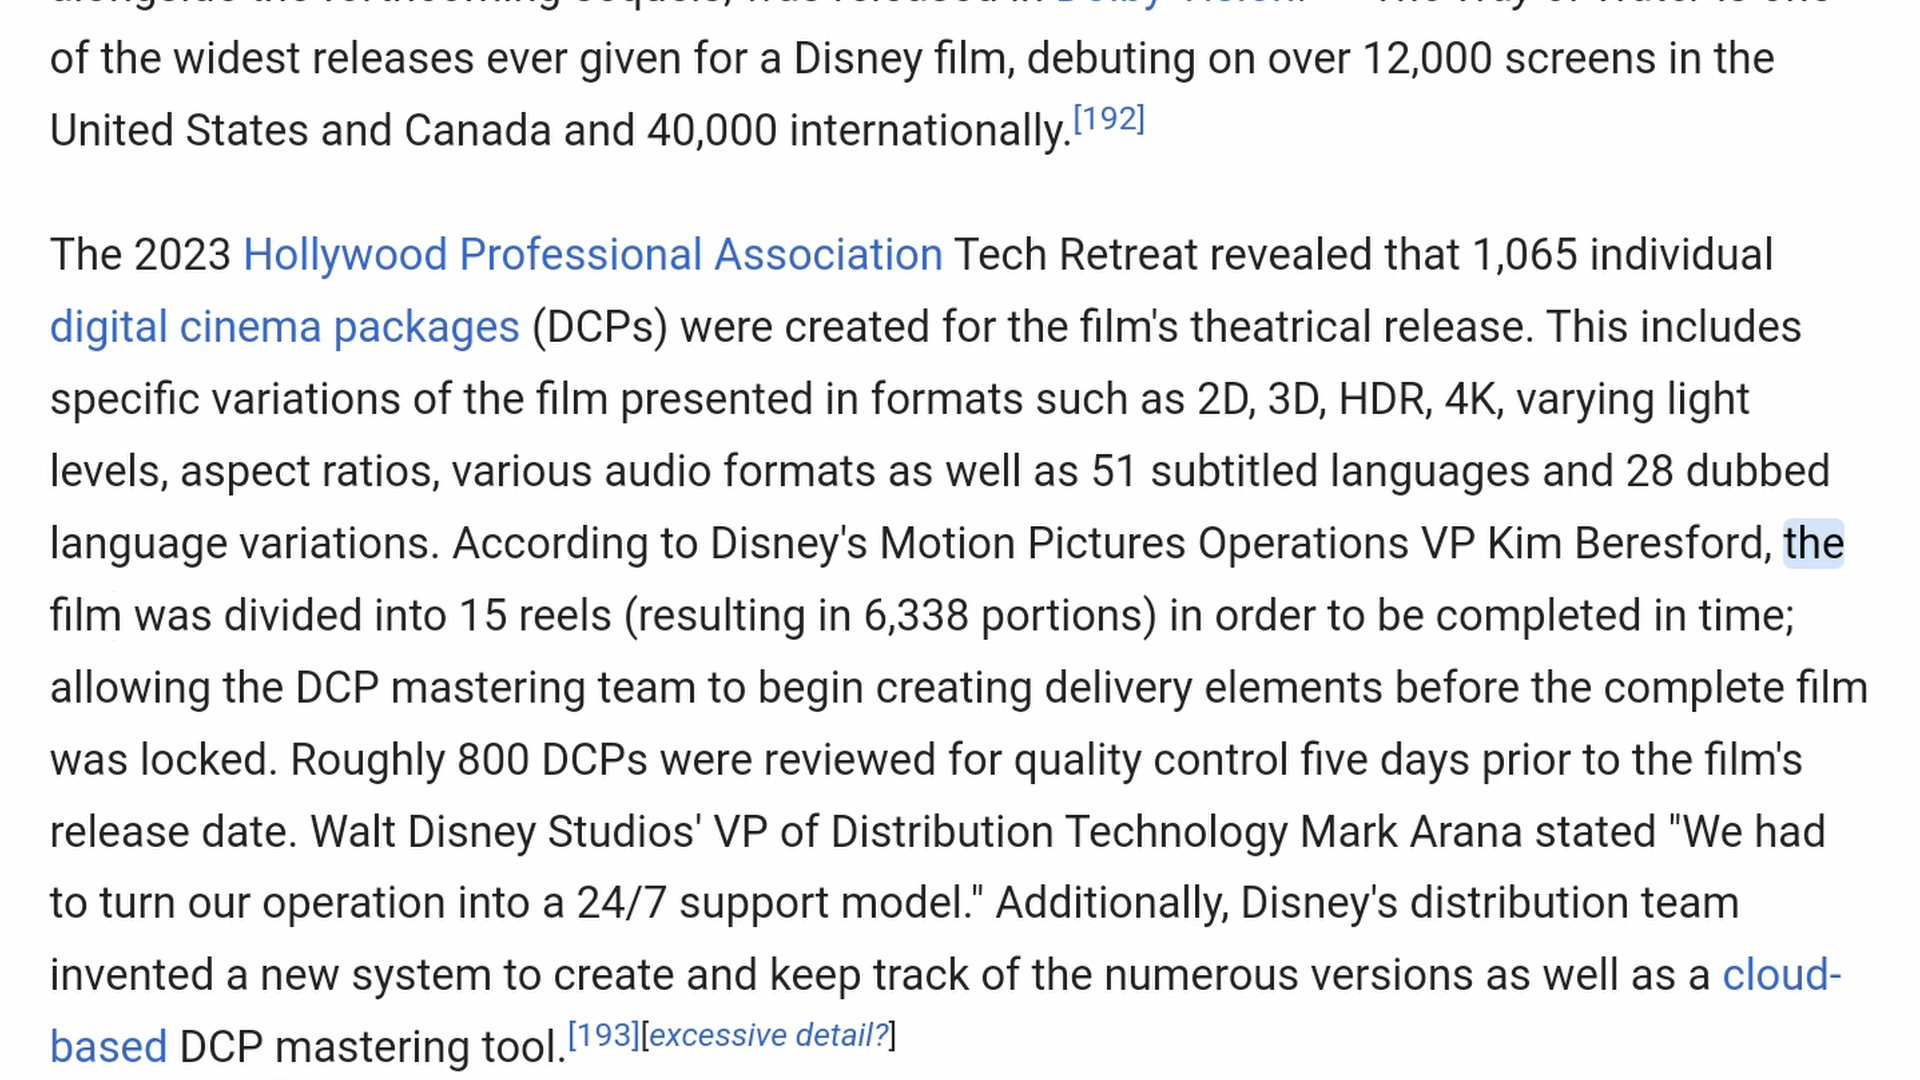 of the widest releases ever given for a Disney film, debuting on over 12,000 screens in the
United States and Canada and 40,000 internationally.[192]
The 2023 Hollywood Professional Association Tech Retreat revealed that 1,065 individual
digital cinema packages (DCPs) were created for the film's theatrical release. This includes
specific variations of the film presented in formats such as 2D, 3D, HDR, 4K, varying light
levels, aspect ratios, various audio formats as well as 51 subtitled languages and 28 dubbed
language variations. According to Disney's Motion Pictures Operations VP Kim Beresford, the
film was divided into 15 reels (resulting in 6,338 portions) in order to be completed in time;
allowing the DCP mastering team to begin creating delivery elements before the complete film
was locked. Roughly 800 DCPs were reviewed for quality control five days prior to the film's
release date. Walt Disney Studios' VP of Distribution Technology Mark Arana stated "We had
to turn our operation into a 24/7 support model." Additionally, Disney's distribution team
invented a new system to create and keep track of the numerous versions as well as a cloud-
based DCP mastering tool.[193][excessive detail?]